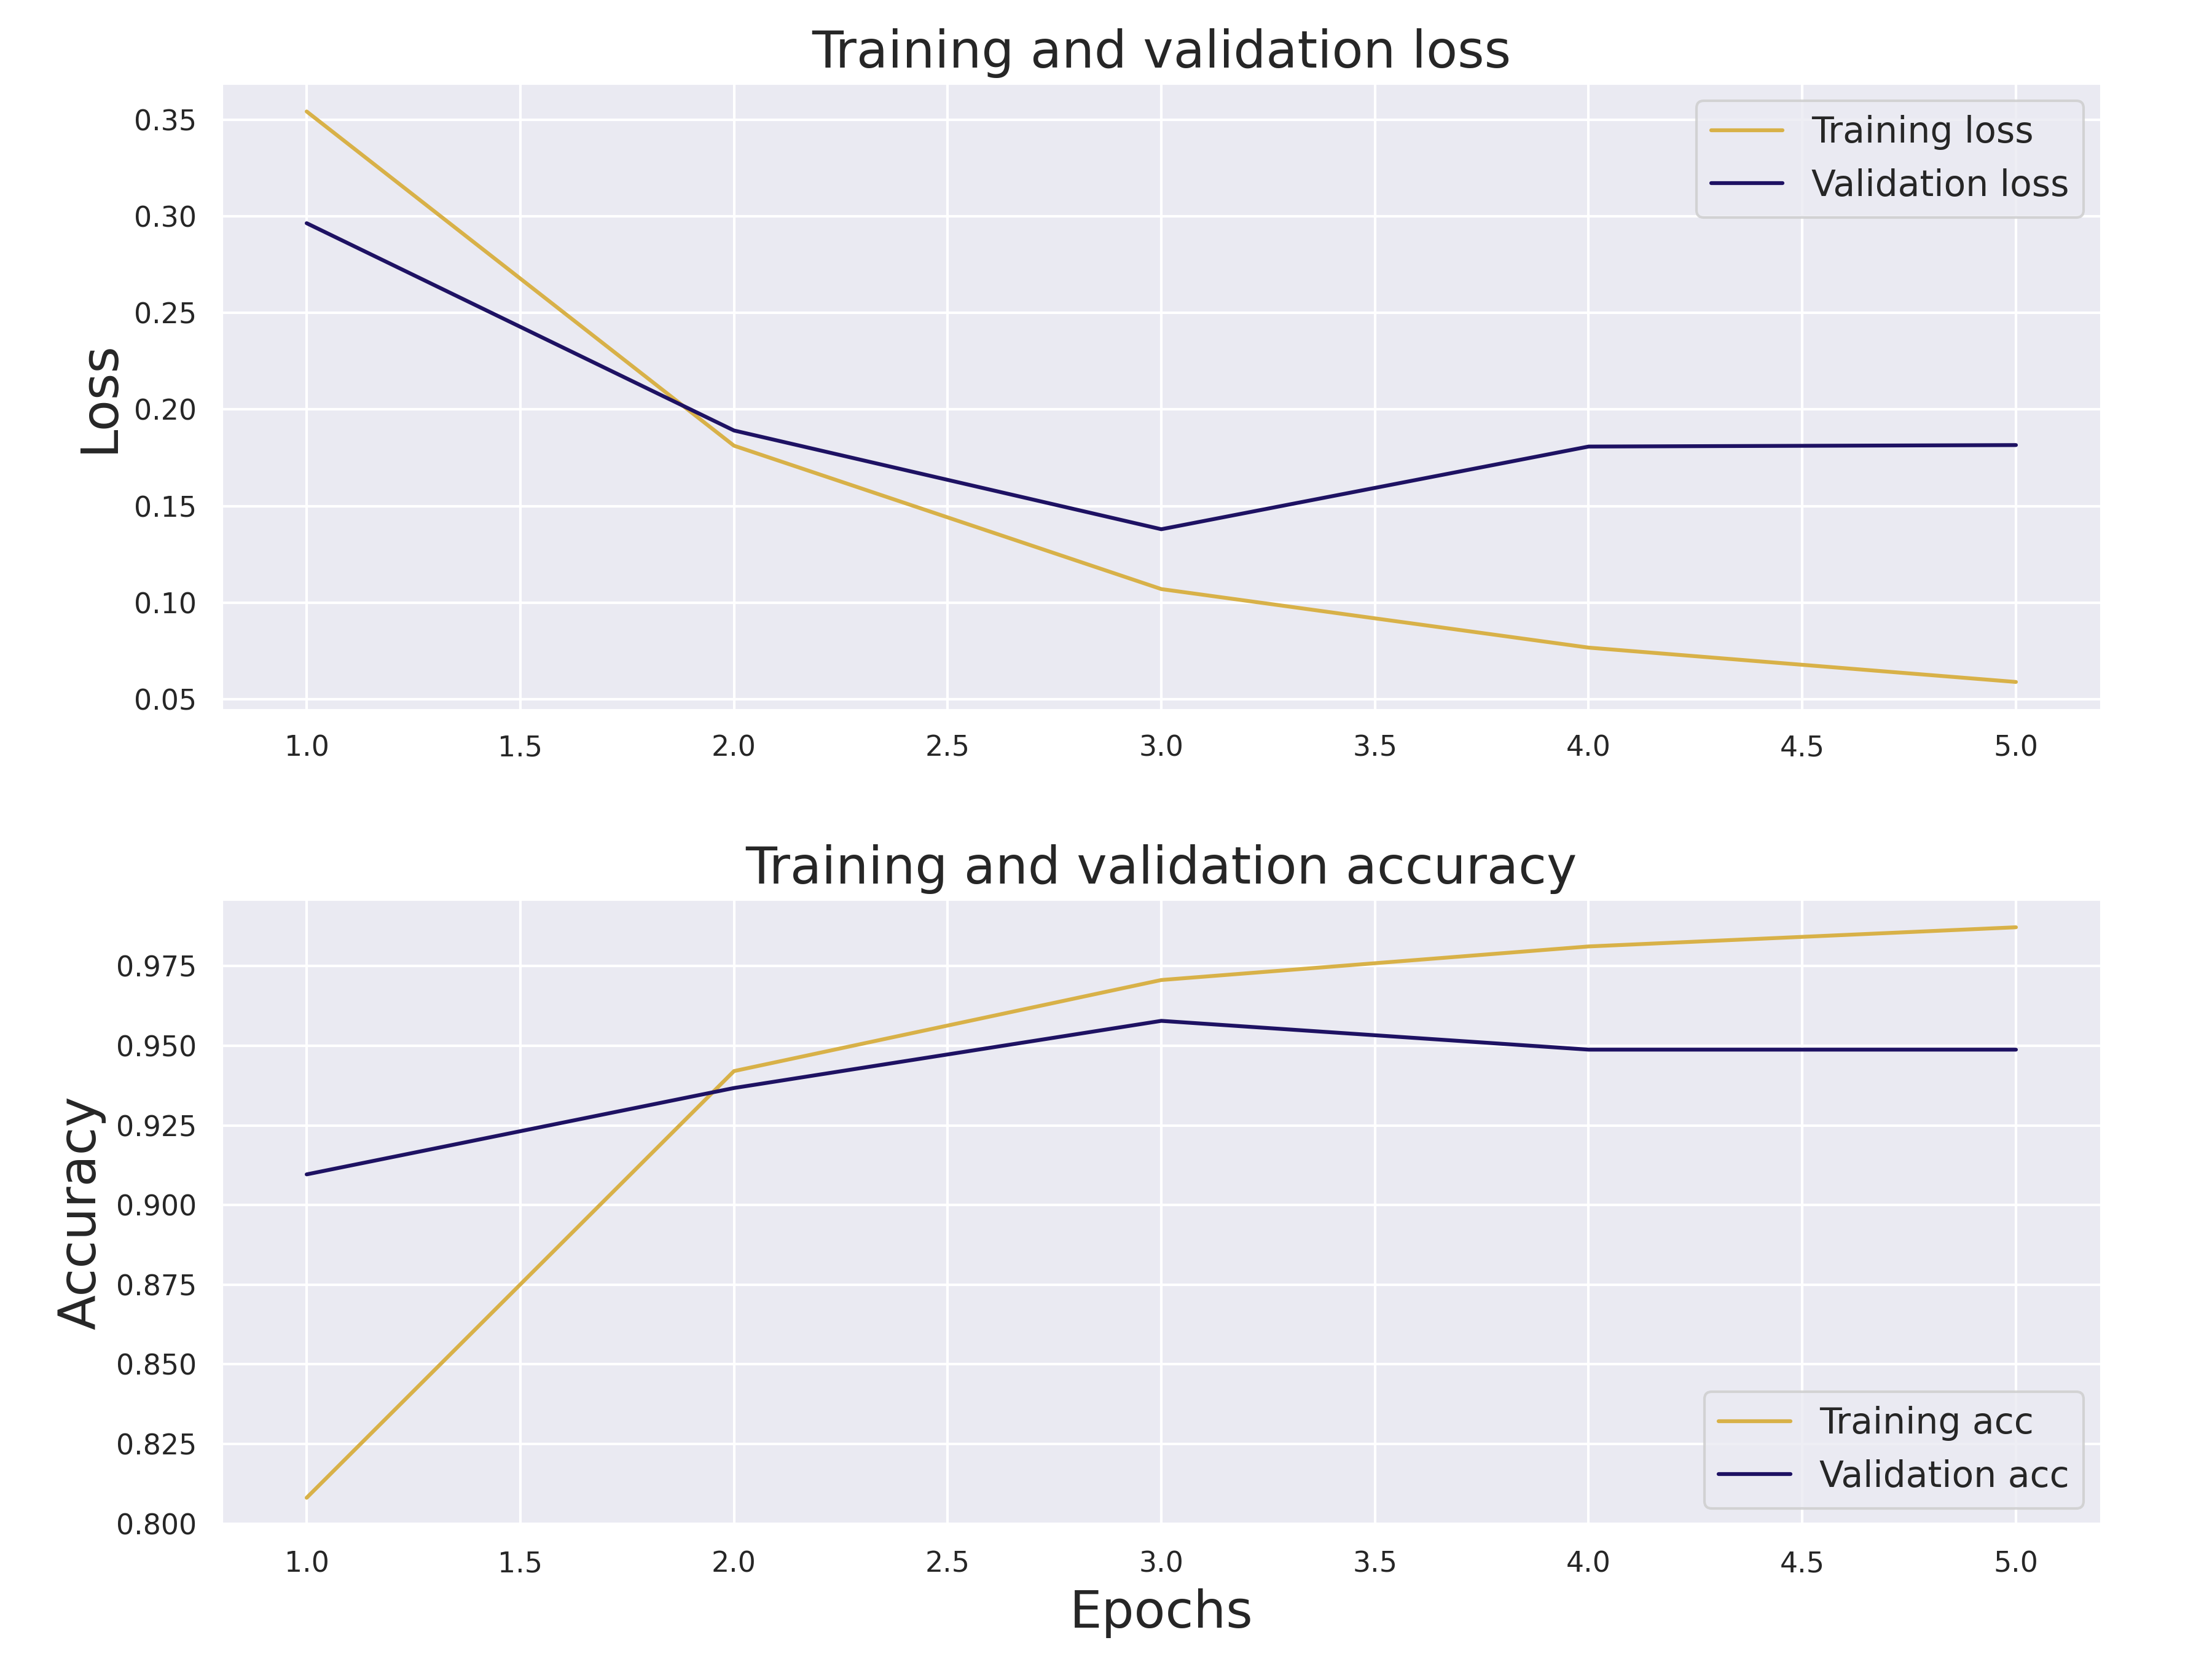 Training and validation loss
Training loss
Validation loss
Loss
0.35
0.30
0.25
0.20
0.15
0.10
0.05
1.0 1.5 2.0 2.5 3.0 3.5 4.0 4.5 5.0
Training and validation accuracy
Accuracy
0.975
0.950
0.925
0.900
0.875
0.850
0.825
0.800
Training acc
Validation acc
1.0 1.5 2.0 2.5 3.0 3.5 4.0 4.5 5.0
Epochs